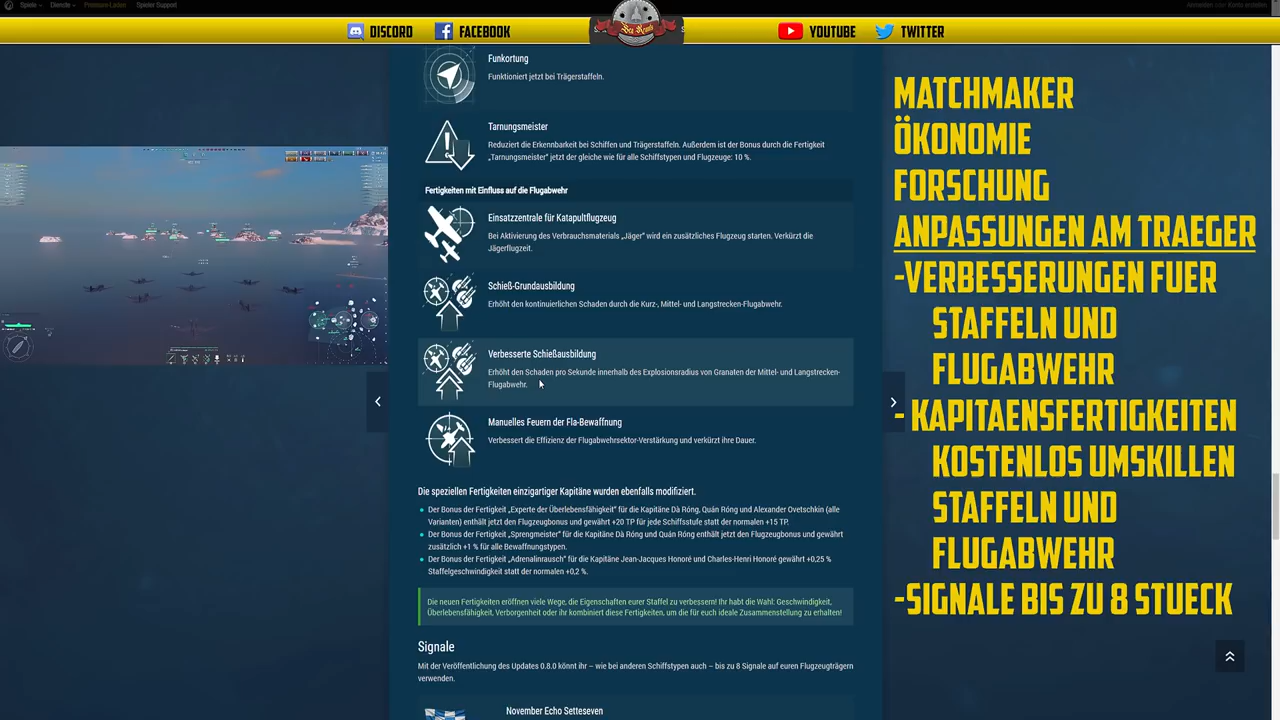 Spiele
Dienste
Premium-Laden
Spieler Support
Anmelden oder Konto erstellen
DISCORD
FACEBOOK
YOUTUBE
TWITTER
Funkortung
Funktioniert jetzt bei Trägerstaffeln.
Tarnungsmeister
Reduziert die Erkennbarkeit bei Schiffen und Trägerstaffeln. Außerdem ist der Bonus durch die Fertigkeit
„Tarnungsmeister" jetzt der gleiche wie für alle Schiffstypen und Flugzeuge: 10 %.
Fertigkeiten mit Einfluss auf die Flugabwehr
Einsatzzentrale für Katapultflugzeug
Bei Aktivierung des Verbrauchsmaterials „Jäger" wird ein zusätzliches Flugzeug starten. Verkürzt die
Jägerflugzeit.
Schieß-Grundausbildung
Erhöht den kontinuierlichen Schaden durch die Kurz-, Mittel- und Langstrecken-Flugabwehr.
Verbesserte Schießausbildung
Erhöht den Schaden pro Sekunde innerhalb des Explosionsradius von Granaten der Mittel- und Langstrecken-
Flugabwehr.
Manuelles Feuern der Fla-Bewaffnung
Verbessert die Effizienz der Flugabwehrsektor-Verstärkung und verkürzt ihre Dauer.
Die speziellen Fertigkeiten einzigartiger Kapitäne wurden ebenfalls modifiziert.
Der Bonus der Fertigkeit „Experte der Überlebensfähigkeit" für die Kapitäne Dà Róng, Quán Róng und Alexander Ovetschkin (alle
Varianten) enthält jetzt den Flugzeugbonus und gewährt +20 TP für jede Schiffsstufe statt der normalen +15 TP.
Der Bonus der Fertigkeit „Sprengmeister" für die Kapitäne Dà Róng und Quán Róng enthält jetzt den Flugzeugbonus und gewährt
zusätzlich +1 % für alle Bewaffnungstypen.
Der Bonus der Fertigkeit „Adrenalinrausch" für die Kapitäne Jean-Jacques Honoré und Charles-Henri Honoré gewährt +0,25 %
Staffelgeschwindigkeit statt der normalen +0,2 %.
Die neuen Fertigkeiten eröffnen viele Wege, die Eigenschaften eurer Staffel zu verbessern! Ihr habt die Wahl: Geschwindigkeit,
Überlebensfähigkeit, Verborgenheit oder ihr kombiniert diese Fertigkeiten, um die für euch ideale Zusammenstellung zu erhalten!
Signale
Mit der Veröffentlichung des Updates 0.8.0 könnt ihr – wie bei anderen Schiffstypen auch – bis zu 8 Signale auf euren Flugzeugträgern
verwenden.
November Echo Setteseven
MATCHMAKER
ÖKONOMIE
FORSCHUNG
ANPASSUNGEN AM TRAEGER
-VERBESSERUNGEN FUER
STAFFELN UND
FLUGABWEHR
- KAPITAENSFERTIGKEITEN
KOSTENLOS UMSKILLEN
STAFFELN UND
FLUGABWEHR
-SIGNALE BIS ZU 8 STUECK